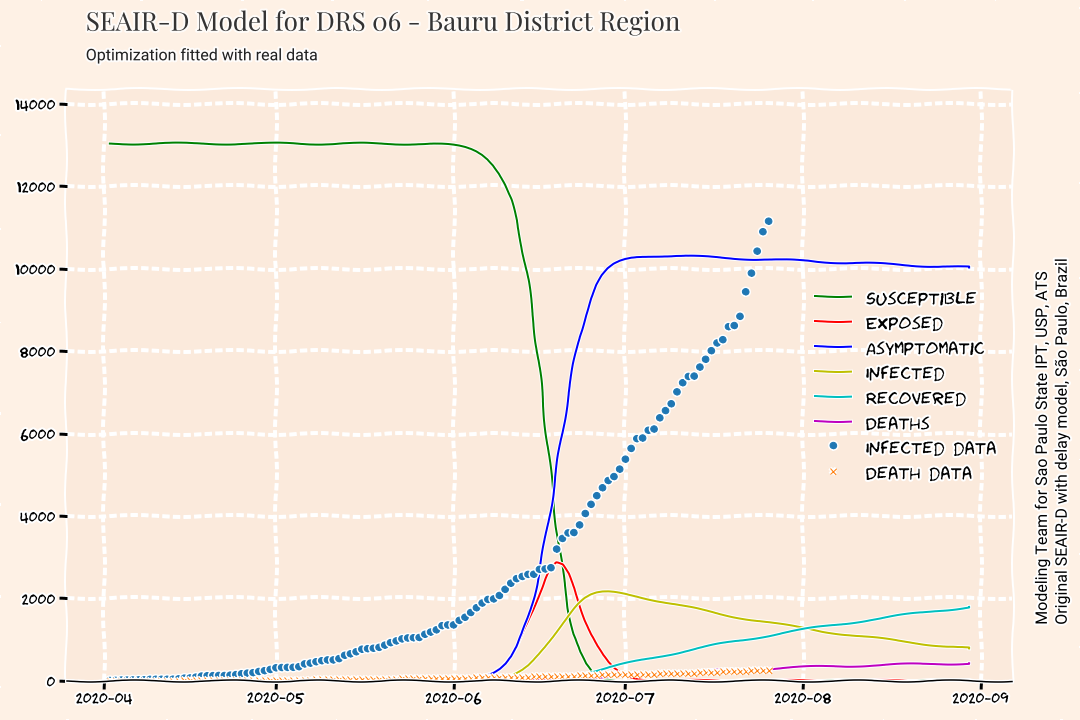 SEAIR-D Model for DRS 06 - Bauru District Region
Optimization fitted with real data
14000
12000
10000
8000
6000
4000
2000
0
2020-04
2020-05
2020-06
2020-07
2020-08
2020-09
SUSCEPTIBLE
EXPOSED
ASYMPTOMATIC
INFECTED
RECOVERED
DEATHS
INFECTED DATA
DEATH DATA
Modeling Team for Sao Paulo State IPT, USP, ATS
Original SEAIR-D with delay model, São Paulo, Brazil